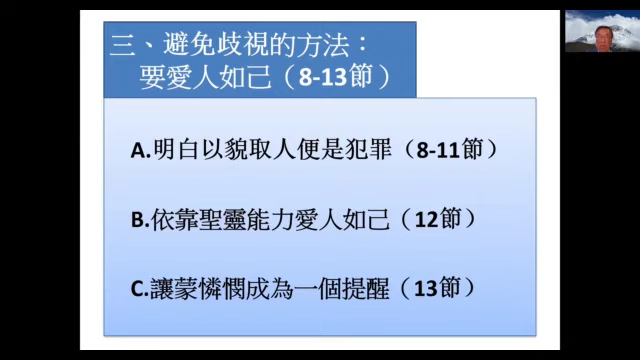 三、避免歧視的方法：
要愛人如己（8-13節）
A.明白以貌取人便是犯罪（8-11節）
B.依靠聖靈能力愛人如己（12節）
C.讓蒙憐憫成為一個提醒（13節）